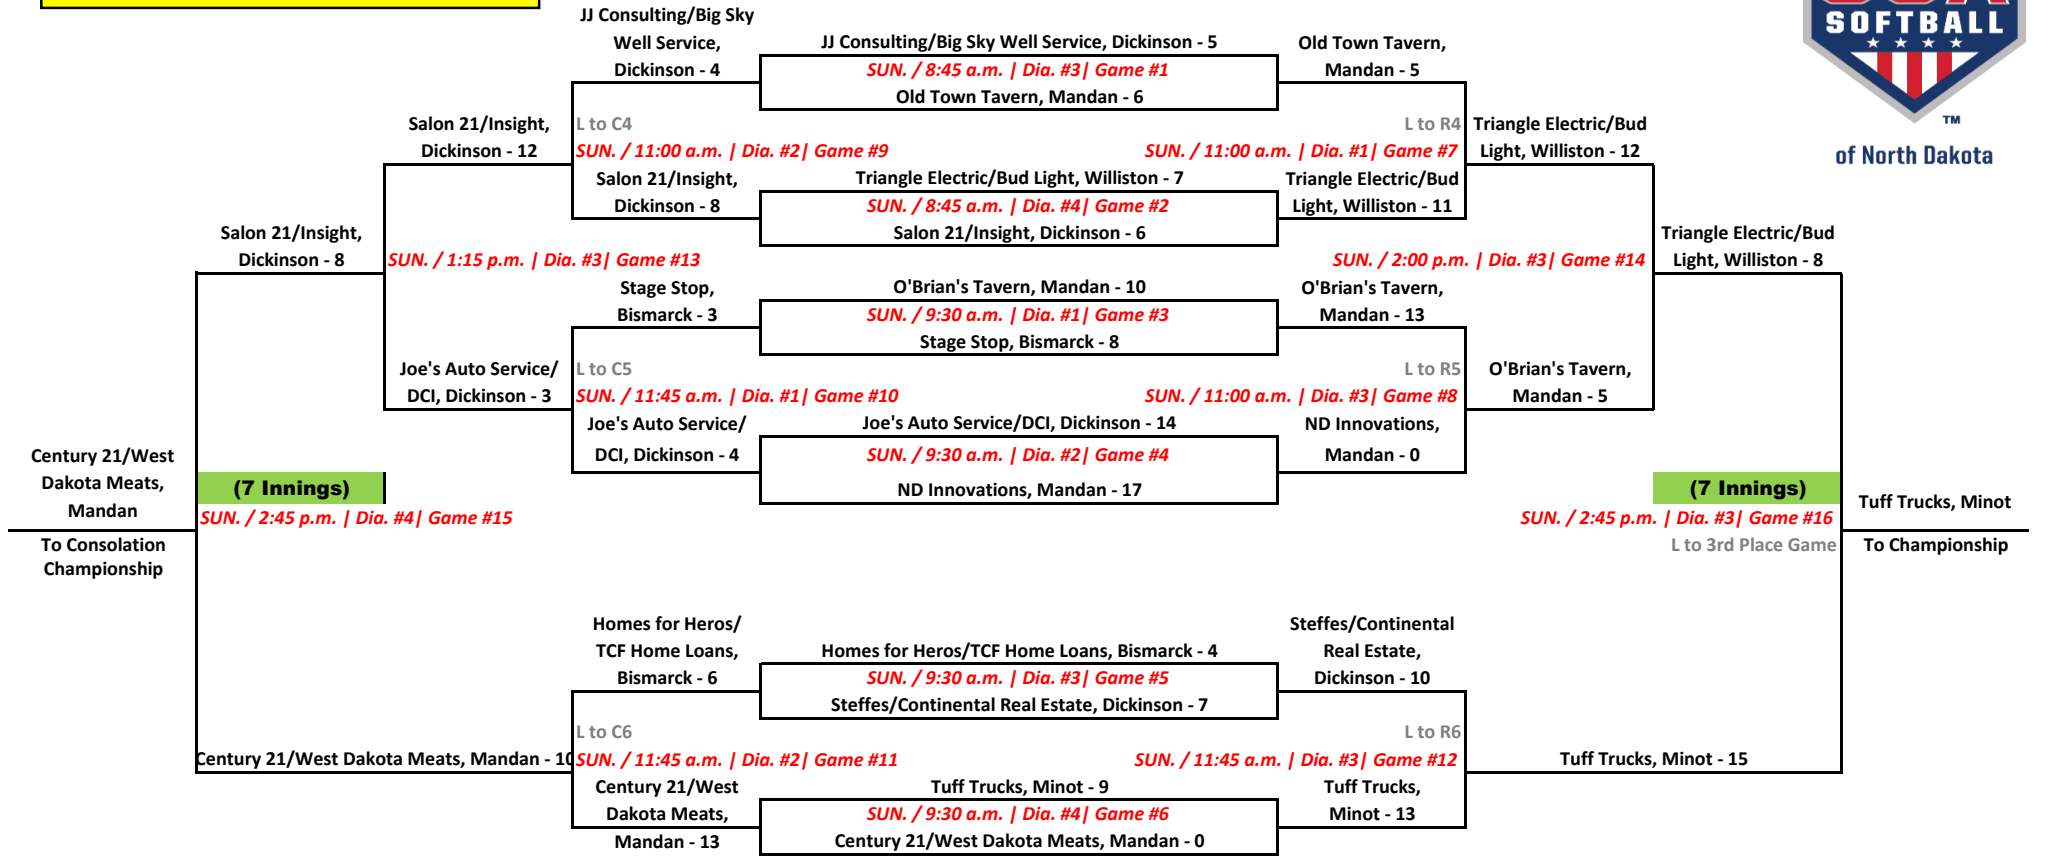 JJ Consulting/Big Sky
Well Service,
Dickinson - 4
JJ Consulting/Big Sky Well Service, Dickinson - 5
SUN. / 8:45 a.m. | Dia. #3| Game #1
Old Town Tavern, Mandan - 6
Old Town Tavern,
Mandan - 5
SOFTBALL
TM
of North Dakota
Salon 21/Insight,
Dickinson - 12
L to C4
SUN. / 11:00 a.m. | Dia. #2| Game #9
L to R4
SUN. / 11:00 a.m. | Dia. #1| Game #7
Triangle Electric/Bud
Light, Williston - 12
Salon 21/Insight,
Dickinson - 8
Triangle Electric/Bud Light, Williston - 7
SUN. / 8:45 a.m. | Dia. #4| Game #2
Salon 21/Insight, Dickinson - 6
Triangle Electric/Bud
Light, Williston - 11
Salon 21/Insight,
Dickinson - 8
SUN. / 1:15 p.m. | Dia. #3| Game #13
SUN. / 2:00 p.m. | Dia. #3| Game #14
Triangle Electric/Bud
Light, Williston - 8
Stage Stop,
Bismarck - 3
O'Brian's Tavern, Mandan - 10
SUN. / 9:30 a.m. | Dia. #1| Game #3
Stage Stop, Bismarck - 8
O'Brian's Tavern,
Mandan - 13
Joe's Auto Service/
DCI, Dickinson - 3
L to C5
SUN. / 11:45 a.m. | Dia. #1| Game #10
L to R5
SUN. / 11:00 a.m. | Dia. #3| Game #8
O'Brian's Tavern,
Mandan - 5
Joe's Auto Service/
DCI, Dickinson - 4
Joe's Auto Service/DCI, Dickinson - 14
SUN. / 9:30 a.m. | Dia. #2| Game #4
ND Innovations, Mandan - 17
ND Innovations,
Mandan - 0
Century 21/West
Dakota Meats,
Mandan
(7 Innings)
SUN. / 2:45 p.m. | Dia. #4| Game #15
(7 Innings)
SUN. / 2:45 p.m. | Dia. #3| Game #16
L to 3rd Place Game
Tuff Trucks, Minot
To Championship
To Consolation
Championship
Homes for Heros/
TCF Home Loans,
Bismarck - 6
Homes for Heros/TCF Home Loans, Bismarck - 4
SUN. / 9:30 a.m. | Dia. #3| Game #5
Steffes/Continental Real Estate, Dickinson - 7
Steffes/Continental
Real Estate,
Dickinson - 10
L to C6
L to R6
Century 21/West Dakota Meats, Mandan - 10
SUN. / 11:45 a.m. | Dia. #2| Game #11
SUN. / 11:45 a.m. | Dia. #3| Game #12
Tuff Trucks, Minot - 15
Century 21/West
Dakota Meats,
Mandan - 13
Tuff Trucks, Minot - 9
SUN. / 9:30 a.m. | Dia. #4| Game #6
Century 21/West Dakota Meats, Mandan - 0
Tuff Trucks,
Minot - 13